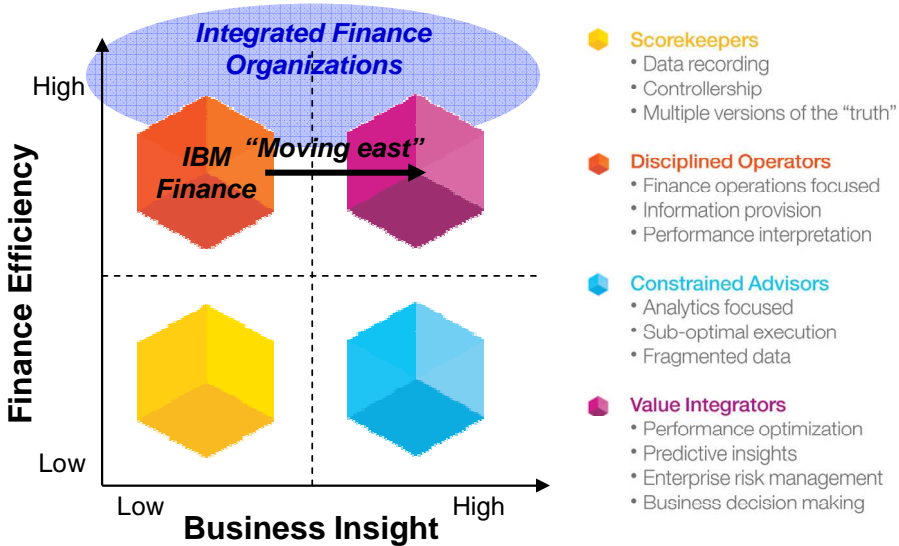 Integrated Finance
Organizations
High
IBM
Finance
“Moving east”
Finance Efficiency
Low
Low
High
Business Insight
Scorekeepers
• Data recording
• Controllership
• Multiple versions of the “truth”
Disciplined Operators
• Finance operations focused
• Information provision
• Performance interpretation
Constrained Advisors
• Analytics focused
• Sub-optimal execution
• Fragmented data
Value Integrators
• Performance optimization
• Predictive insights
• Enterprise risk management
• Business decision making